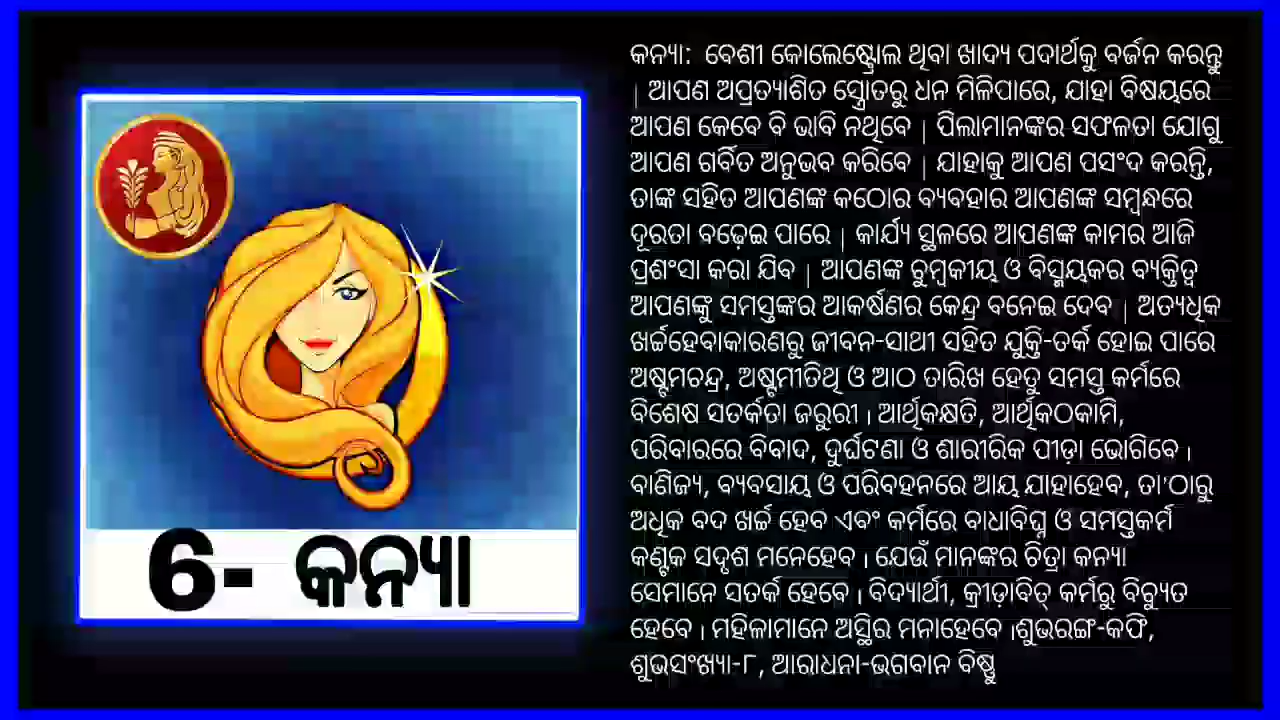 6- କନ୍ୟା
କନ୍ୟା: ବେଶୀ କୋଲେଷ୍ଟ୍ରୋଲ ଥିବା ଖାଦ୍ୟ ପଦାର୍ଥକୁ ବର୍ଜନ କରନ୍ତୁ
| ଆପଣ ଅପ୍ରତ୍ୟାଶିତ ସ୍ତ୍ରୋତରୁ ଧନ ମିଳିପାରେ, ଯାହା ବିଷୟରେ
ଆପଣ କେବେ ବି ଭାବି ନଥିବେ | ପିଲାମାନଙ୍କର ସଫଳତା ଯୋଗୁ
ଆପଣ ଗର୍ବିତ ଅନୁଭବ କରିବେ | ଯାହାକୁ ଆପଣ ପସଂଦ କରନ୍ତି,
ତାଙ୍କ ସହିତ ଆପଣଙ୍କ କଠୋର ବ୍ୟବହାର ଆପଣଙ୍କ ସମ୍ବନ୍ଧରେ
ଦୂରତା ବଢ଼େଇ ପାରେ | କାର୍ଯ୍ୟ ସ୍ଥଳରେ ଆପଣଙ୍କ କାମର ଆଜି
ପ୍ରଶଂସା କରା ଯିବ | ଆପଣଙ୍କ ଚୁମ୍ବକୀୟ ଓ ବିସ୍ମୟକର ବ୍ୟକ୍ତିତ୍ୱ
ଆପଣଙ୍କୁ ସମସ୍ତଙ୍କର ଆକର୍ଷଣର କେନ୍ଦ୍ର ବନେଇ ଦେବ | ଅତ୍ୟଧିକ
ଖର୍ଚ୍ଚହେବାକାରଣରୁ ଜୀବନ-ସାଥୀ ସହିତ ଯୁକ୍ତି-ତର୍କ ହୋଇ ପାରେ
ଅଷ୍ଟମଚନ୍ଦ୍ର, ଅଷ୍ଟମୀତିଥି ଓ ଆଠ ତାରିଖ ହେତୁ ସମସ୍ତ କର୍ମରେ
ବିଶେଷ ସତର୍କତା ଜରୁରୀ । ଆର୍ଥିକକ୍ଷତି, ଆର୍ଥିକଠକାମି,
ପରିବାରରେ ବିବାଦ, ଦୁର୍ଘଟଣା ଓ ଶାରୀରିକ ପୀଡ଼ା ଭୋଗିବେ ।
ବାଣିଜ୍ୟ, ବ୍ୟବସାୟ ଓ ପରିବହନରେ ଆୟ ଯାହାହେବ, ତା'ଠାରୁ
ଅଧିକ ବଦ ଖର୍ଚ୍ଚ ହେବ ଏବଂ କର୍ମରେ ବାଧାବିଘ୍ନ ଓ ସମସ୍ତକର୍ମ
କଣ୍ଟକ ସଦୃଶ ମନେହେବ । ଯେଉଁ ମାନଙ୍କର ଚିତ୍ରା କନ୍ୟା
ସେମାନେ ସତର୍କ ହେବେ । ବିଦ୍ୟାର୍ଥୀ, କ୍ରୀଡ଼ାବିତ୍ କର୍ମରୁ ବିଚ୍ୟୁତ
ହେବେ । ମହିଳାମାନେ ଅସ୍ଥିର ମନାହେବେ ।ଶୁଭରଙ୍ଗ-କଫି,
ଶୁଭସଂଖ୍ୟା-୮, ଆରାଧନା-ଭଗବାନ ବିଷ୍ଣୁ